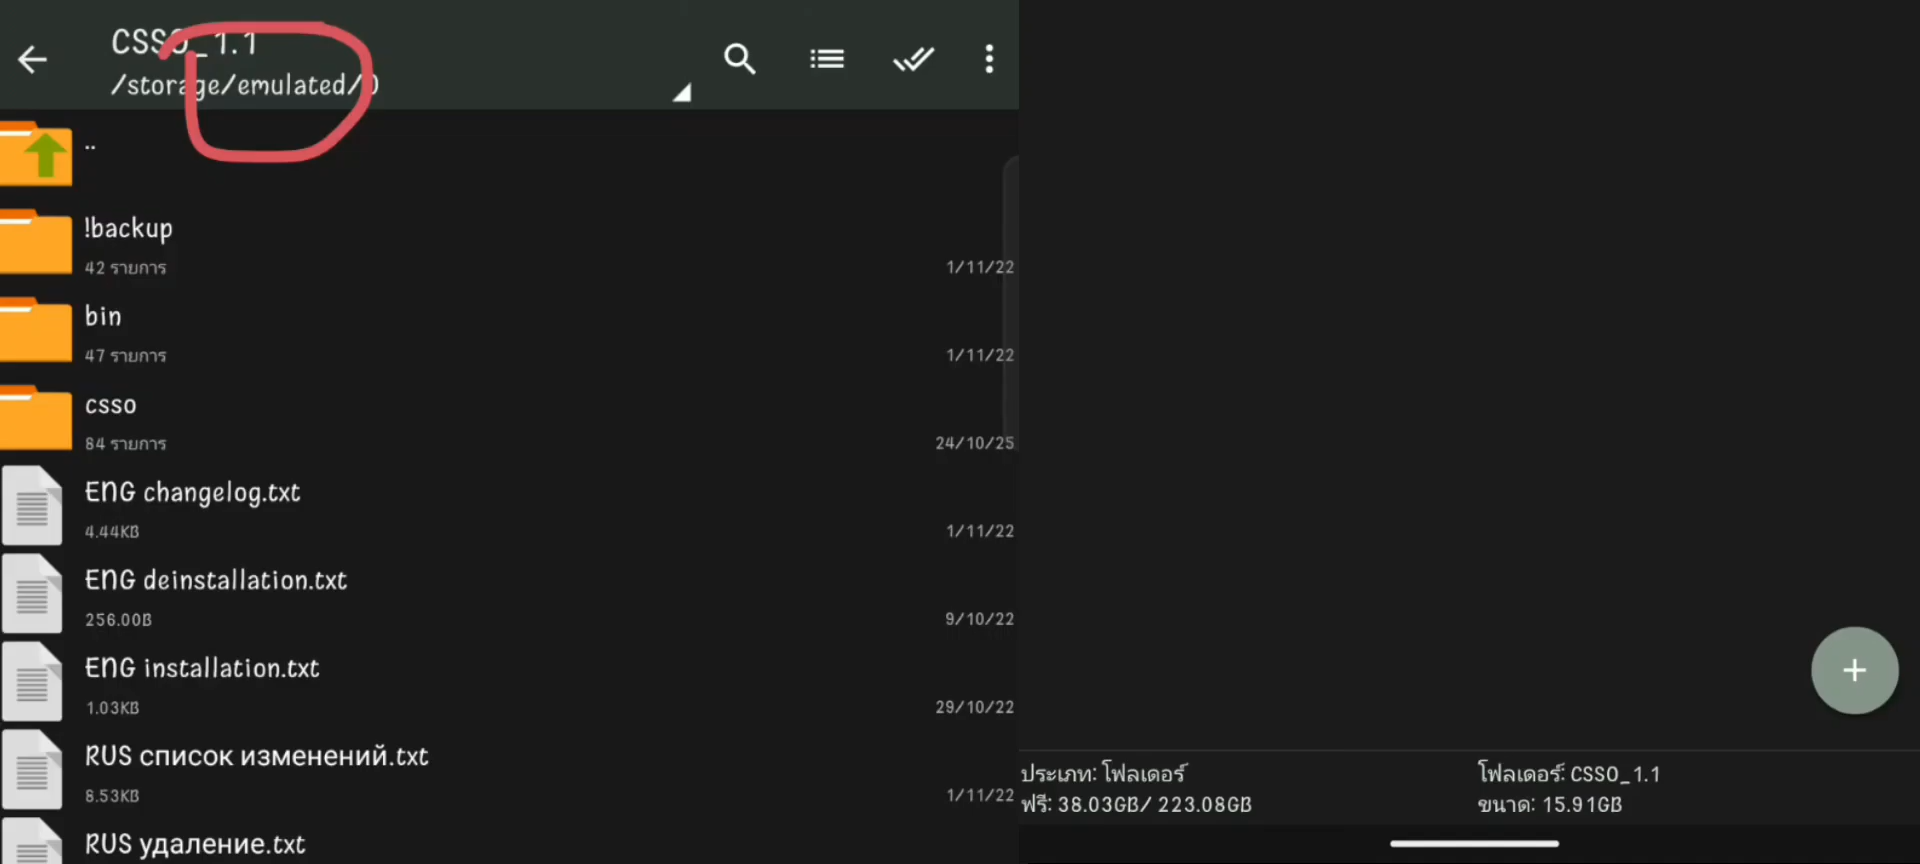 CSSO_1.1
/storage/emulated/0
..
!backup
42 รายการ
1/11/22
bin
47 รายการ
1/11/22
csso
84 รายการ
24/10/25
ENG changelog.txt
4.44KB
1/11/22
ENG deinstallation.txt
256.00B
9/10/22
ENG installation.txt
1.03KB
29/10/22
RUS список изменений.txt
8.53KB
1/11/22
RUS удаление.txt
ประเภท: โฟลเดอร์
โฟลเดอร์: CSSO_1.1
ฟรี: 38.03GB/ 223.08GB
ขนาด: 15.91GB